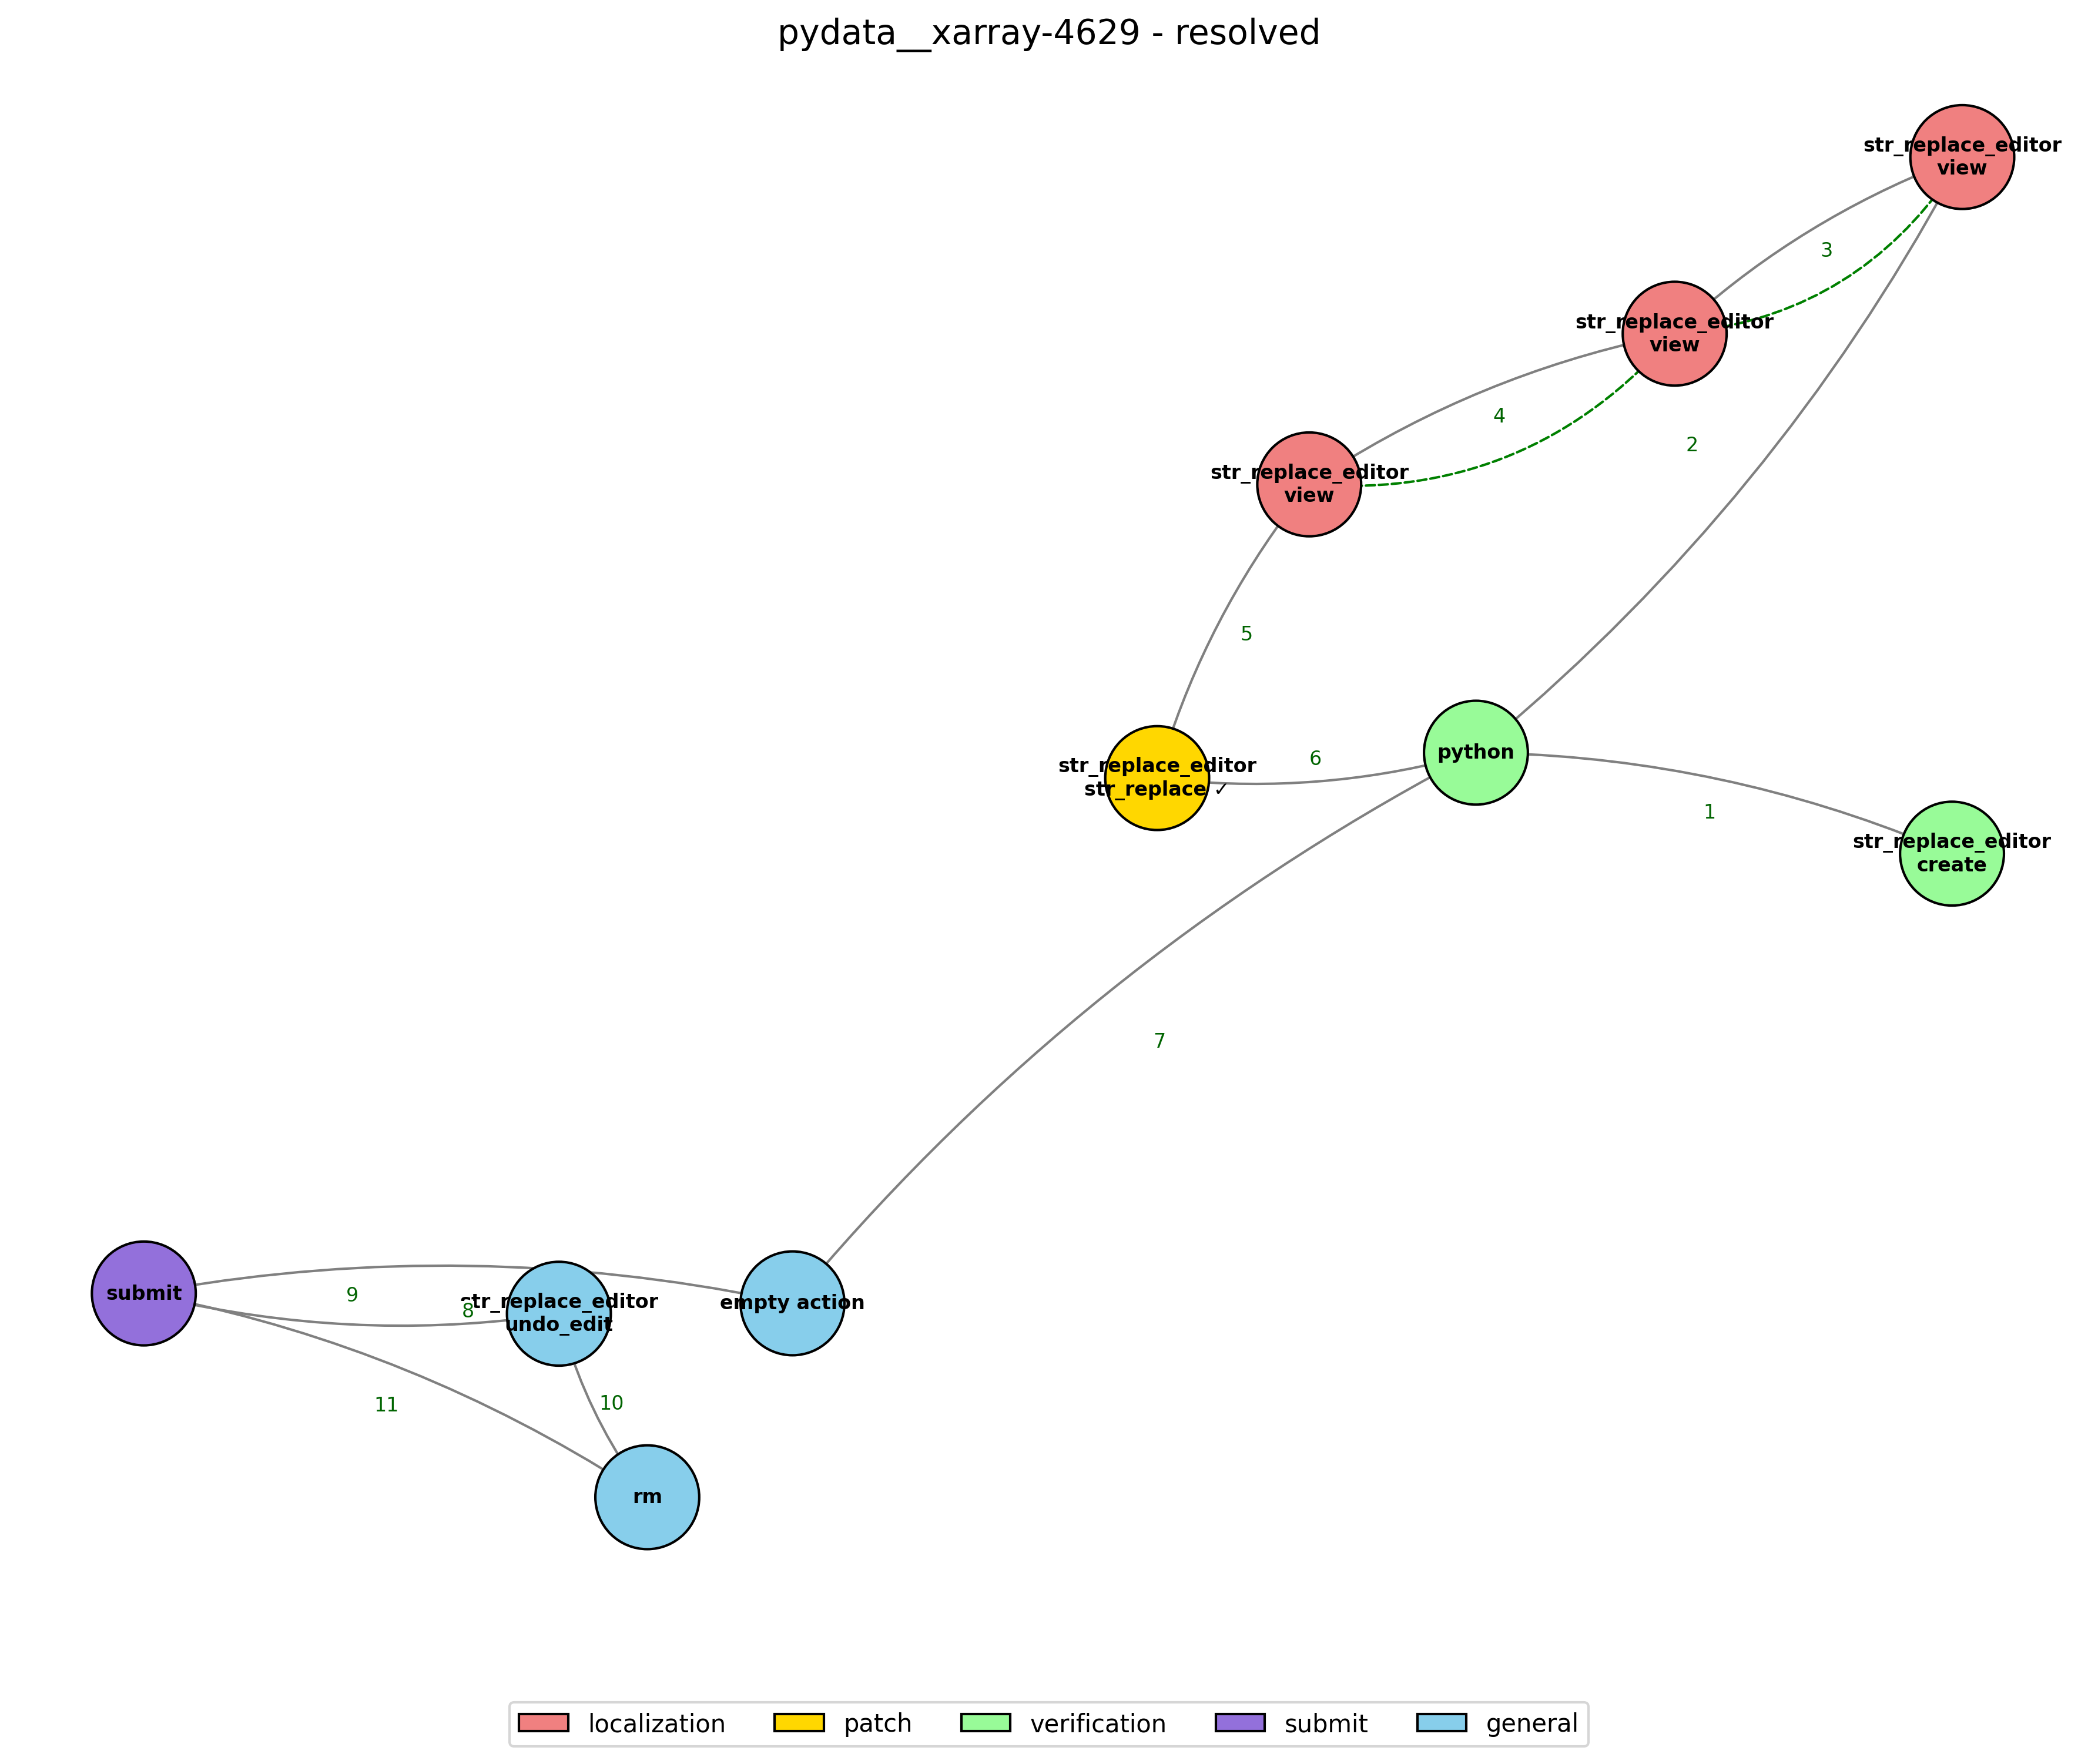 pydata__xarray-4629 - resolved
str_replace_editor
view
3
str_replace_editor
view
4
2
str_replace_editor
view
5
6
python
str_replace_editor
str_replace ✓
1
str_replace_editor
create
7
submit
9
8
str_replace_editor
undo_edit
empty action
11
10
rm
localization
patch
verification
submit
general